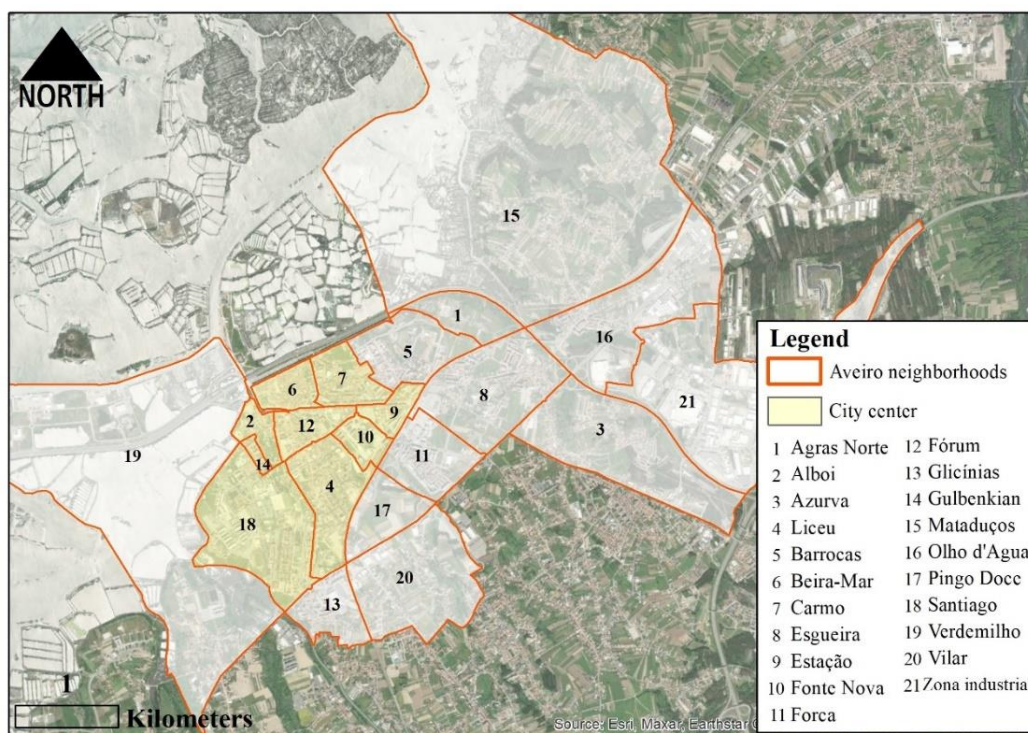 NORTH
15
1
16
5
7
6
8
21
9
2
12
3
10
19
14
11
4
17
18
20
13
1
Kilometers
Source: Esri, Maxar, Earthstar
Legend
Aveiro neighborhoods
City center
1 Agras Norte
2 Alboi
3 Azurva
4 Liceu
5 Barrocas
6 Beira-Mar
7 Carmo
8 Esgueira
9 Estação
10 Fonte Nova
11 Forca
12 Fórum
13 Glicínias
14 Gulbenkian
15 Mataduços
16 Olho d'Agua
17 Pingo Doce
18 Santiago
19 Verdemilho
20 Vilar
21 Zona industria